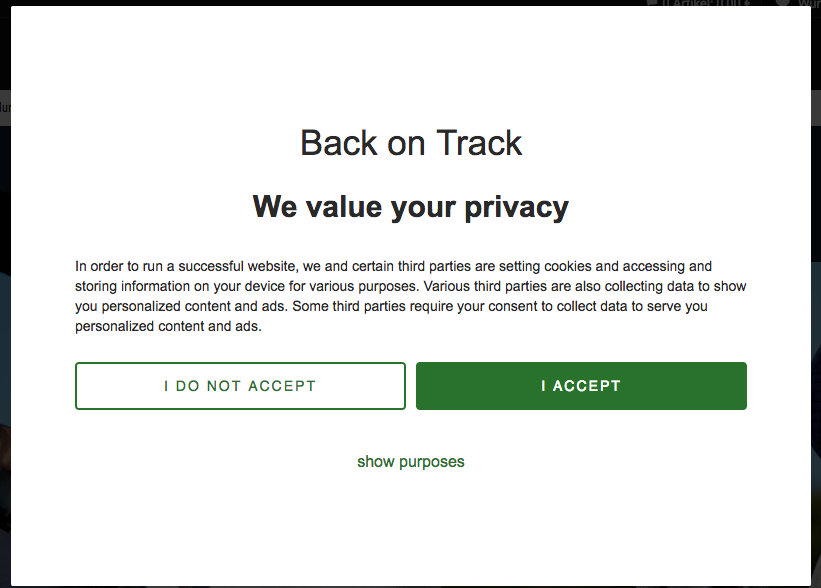 0 Artikel: 0,00 €
Back on Track
We value your privacy
In order to run a successful website, we and certain third parties are setting cookies and accessing and
storing information on your device for various purposes. Various third parties are also collecting data to show
you personalized content and ads. Some third parties require your consent to collect data to serve you
personalized content and ads.
I DO NOT ACCEPT
I ACCEPT
show purposes